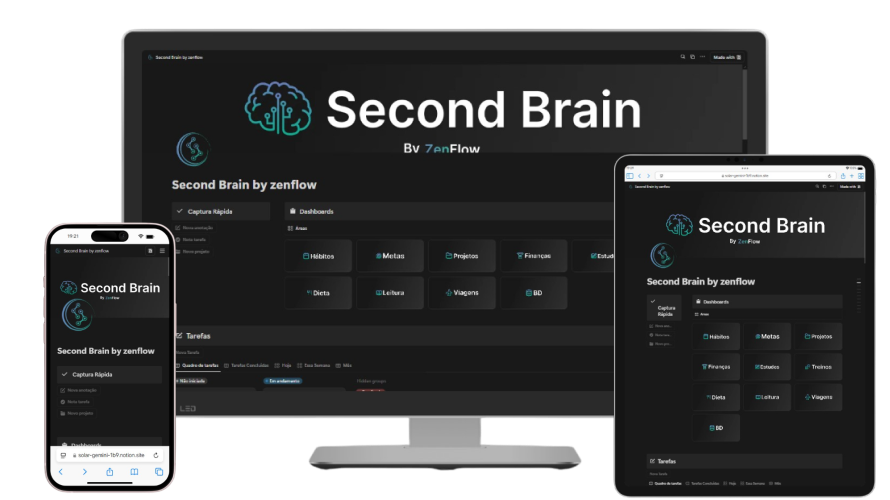 Second Brain by zenflow
Made with
Second Brain
By ZenFlow
Second Brain by zenflow
Captura Rápida
Nova anotação
Nova tarefa
Novo projeto
Dashboards
Áreas
Hábitos
Metas
Projetos
Finanças
Estud
Dieta
Leitura
Viagens
BD
Tarefas
Nova Tarefa
Quadro de tarefas
Tarefas Concluídas
Hoje
Essa Semana
Mês
Não iniciada
Em andamento
Hidden groups
19:21
Second Brain by zenflow
Second Brain
By ZenFlow
Second Brain by zenflow
Captura Rápida
Nova anotação
Nova tarefa
Novo projeto
Dashboards
solar-gemini-1b9.notion.site
solar-gemini-1b9.notion.site
Second Brain by zenflow
Made with
Second Brain
By ZenFlow
Second Brain by zenflow
Captura
Rápida
Dashboards
Áreas
Hábitos
Metas
Projetos
Finanças
Estudos
Treinos
Dieta
Leitura
Viagens
BD
Tarefas
Nova Tarefa
Quadro de tarefas
Tarefas Concluídas
Hoje
Essa Semana
Mês